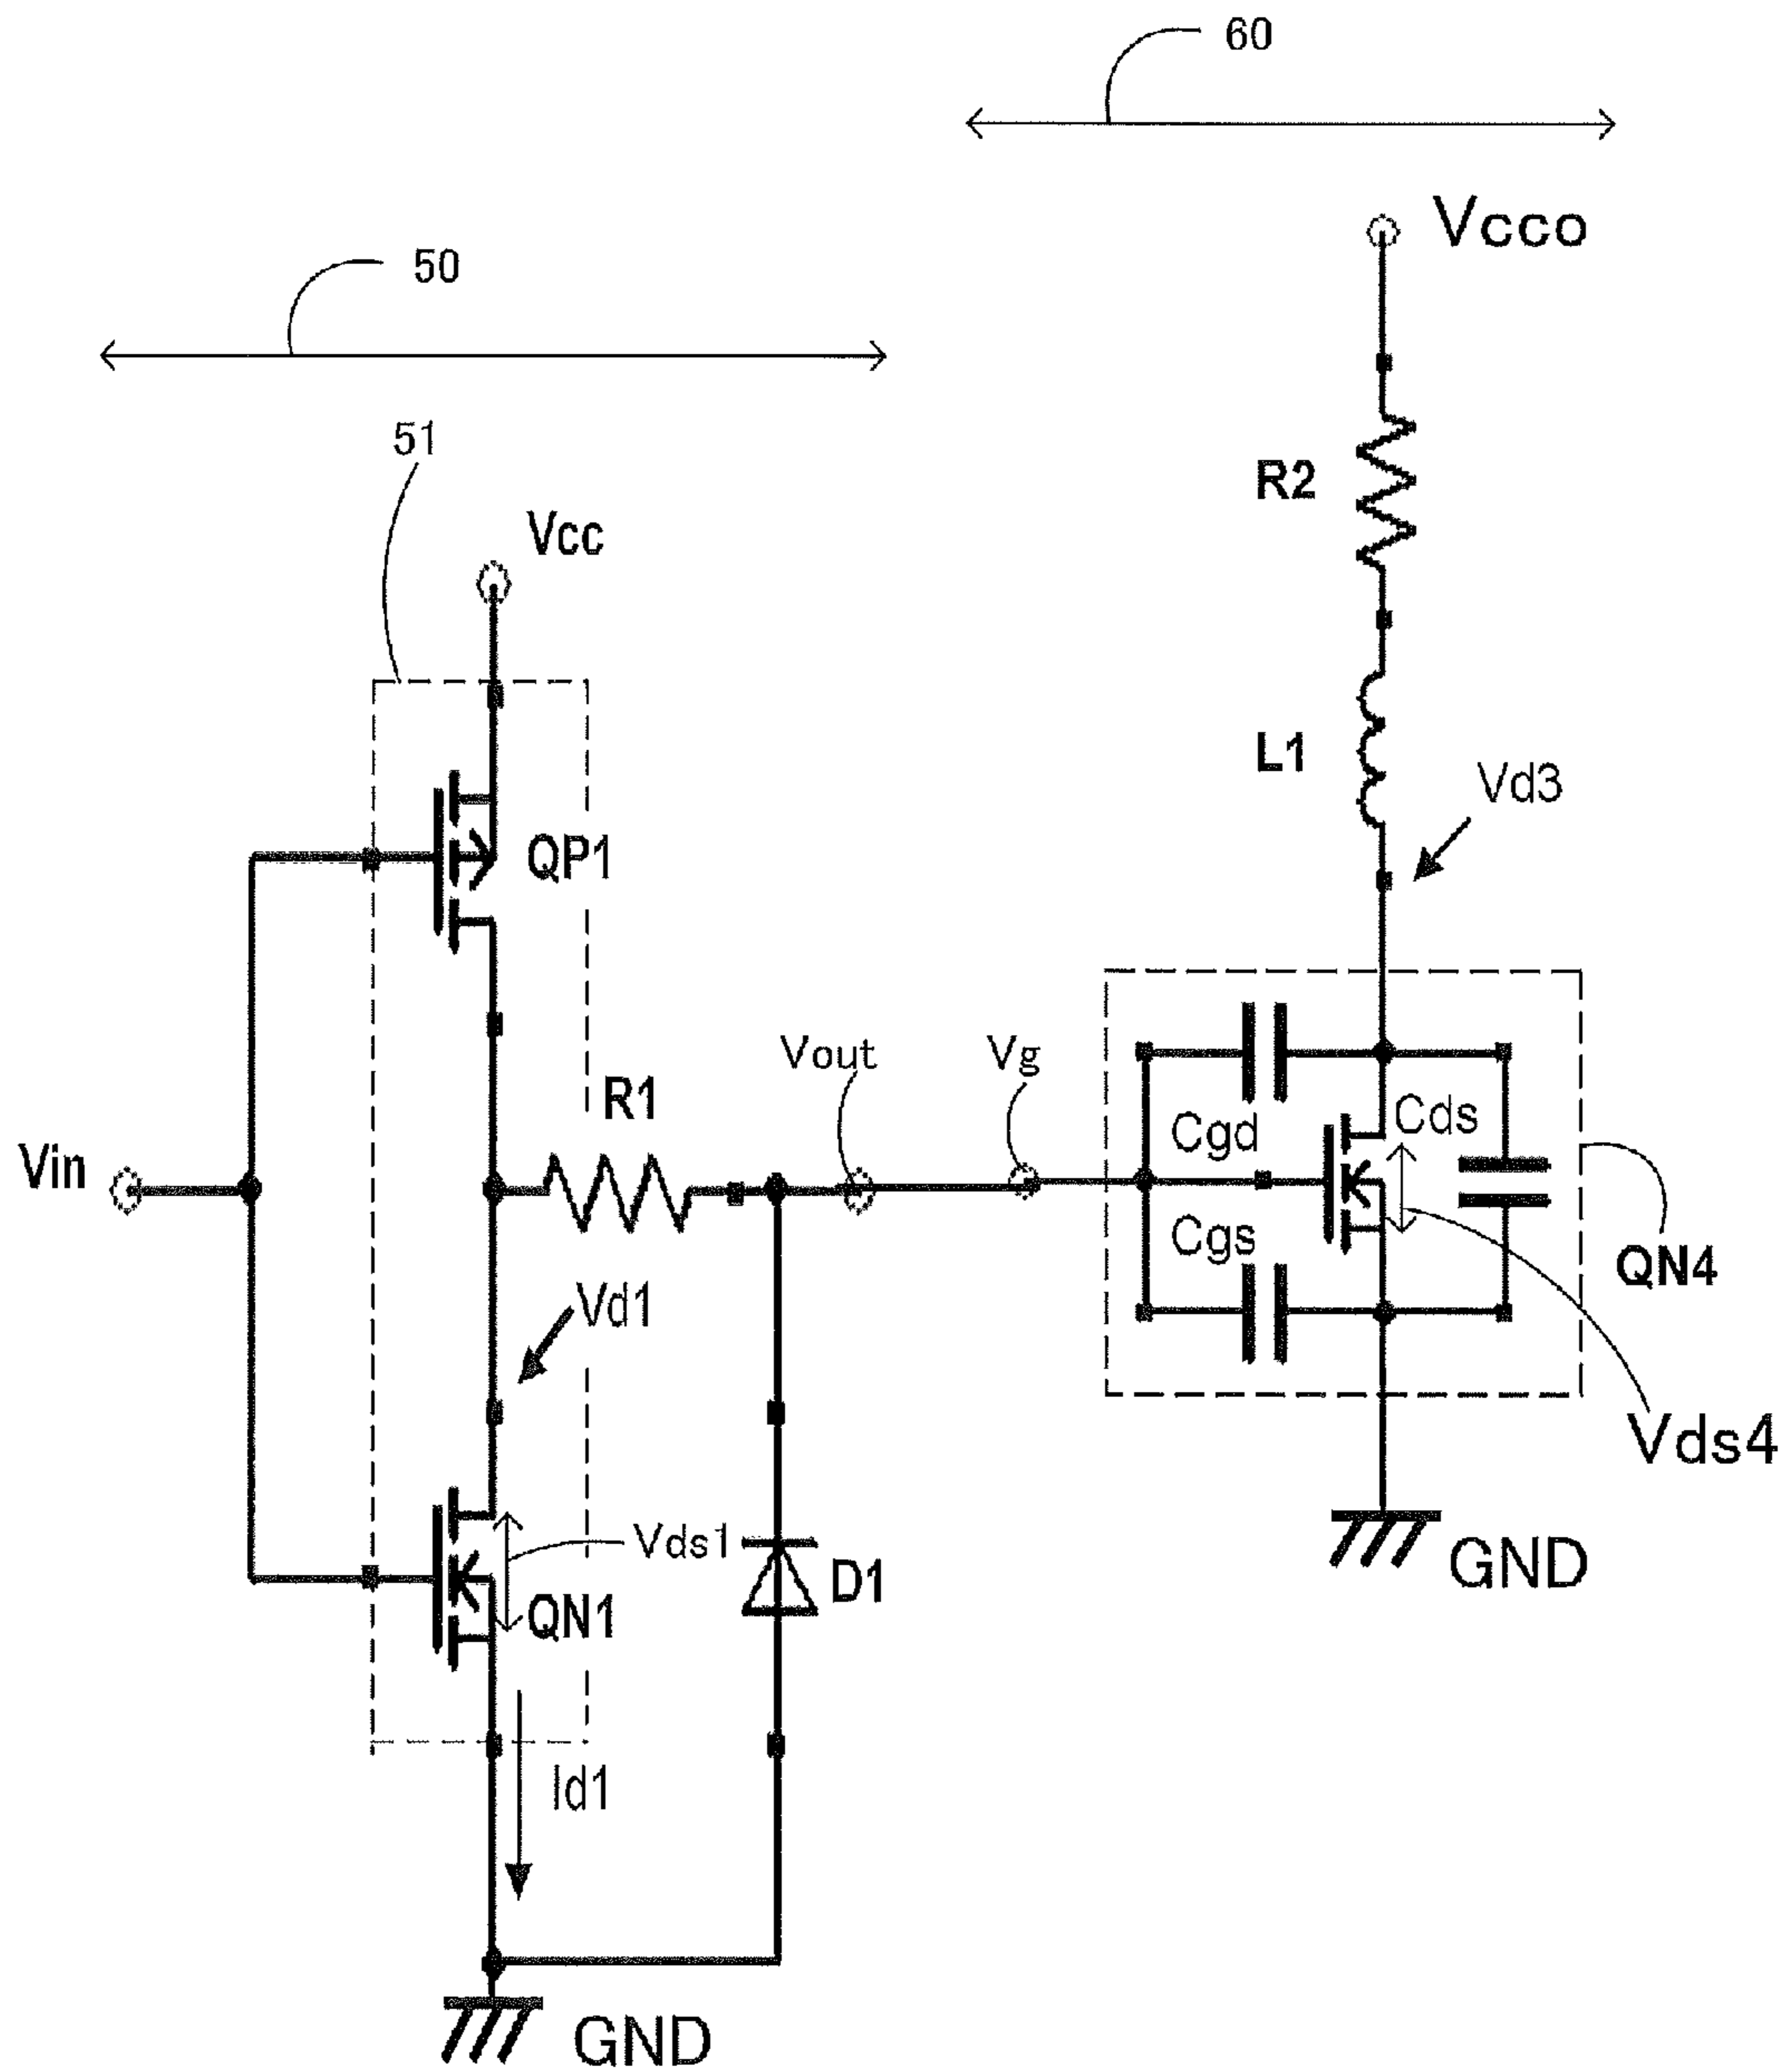 60
Vcco
50
51
R2
Vcc
L1
Vd3
QP1
Vout
Vg
R1
Cgd
Cds
Vin
Cgs
QN4
Vd1
Vds4
Vds1
D1
GND
QN1
Id1
GND